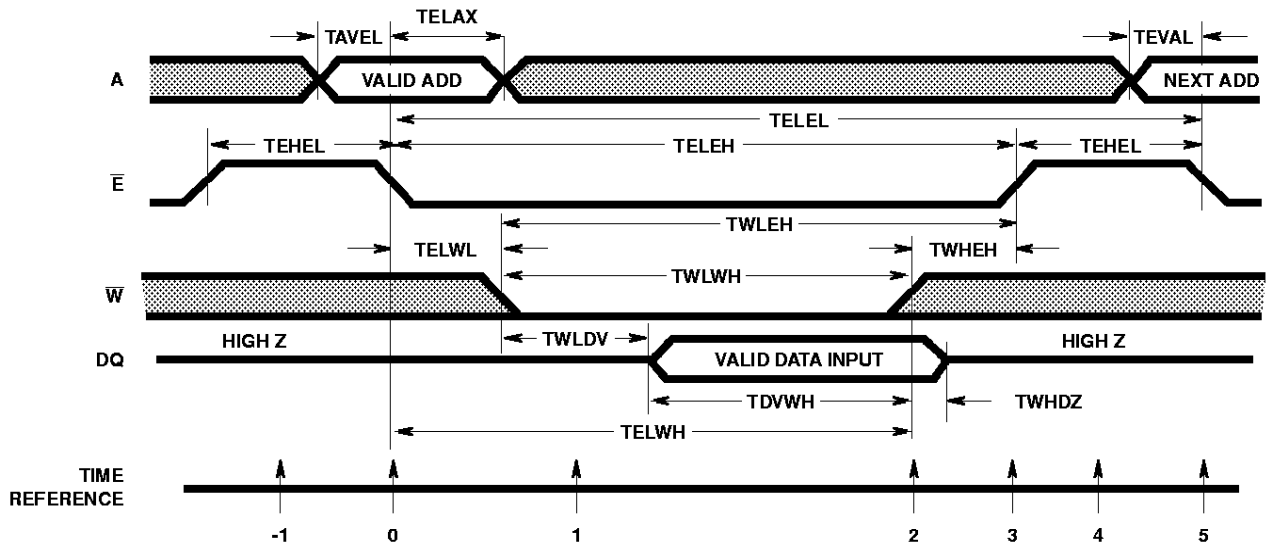 TELAX
TAVEL
TEVAL
A
VALID ADD
NEXT ADD
TELEL
TEHEL
TELEH
TEHEL
E̅
TWLEH
TELWL
TWHEH
TWLWH
W̅
HIGH Z
TWLDV
HIGH Z
DQ
VALID DATA INPUT
TDVWH
TWHDZ
TELWH
TIME
REFERENCE
-1 0 1 2 3 4 5